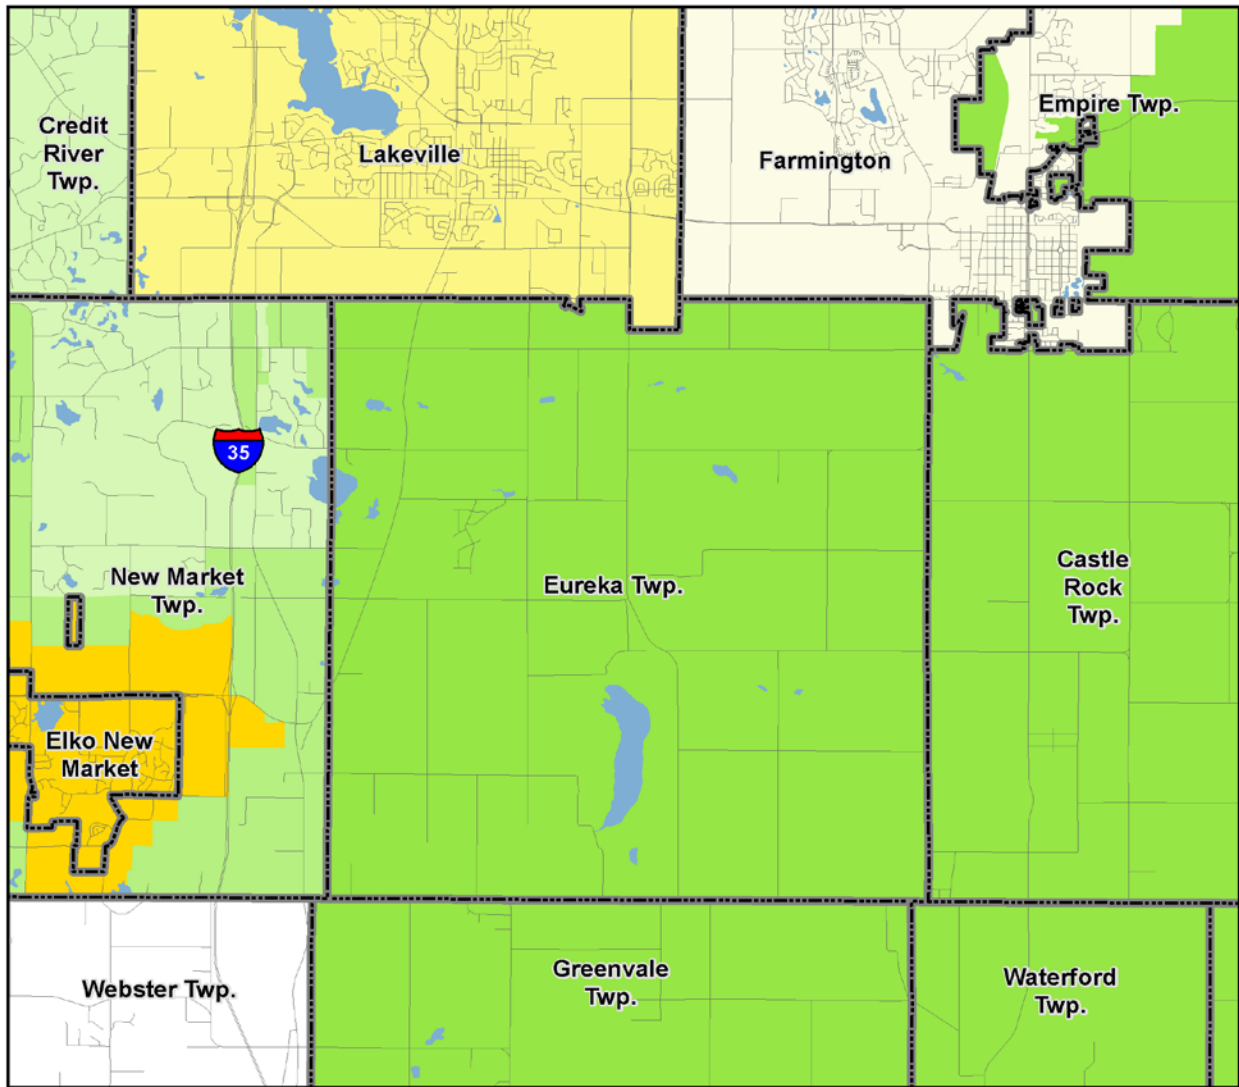 Empire Twp.
Credit
River
Twp.
Lakeville
Farmington
35
New Market
Twp.
Eureka Twp.
Castle
Rock
Twp.
Elko New
Market
Webster Twp.
Greenvale
Twp.
Waterford
Twp.